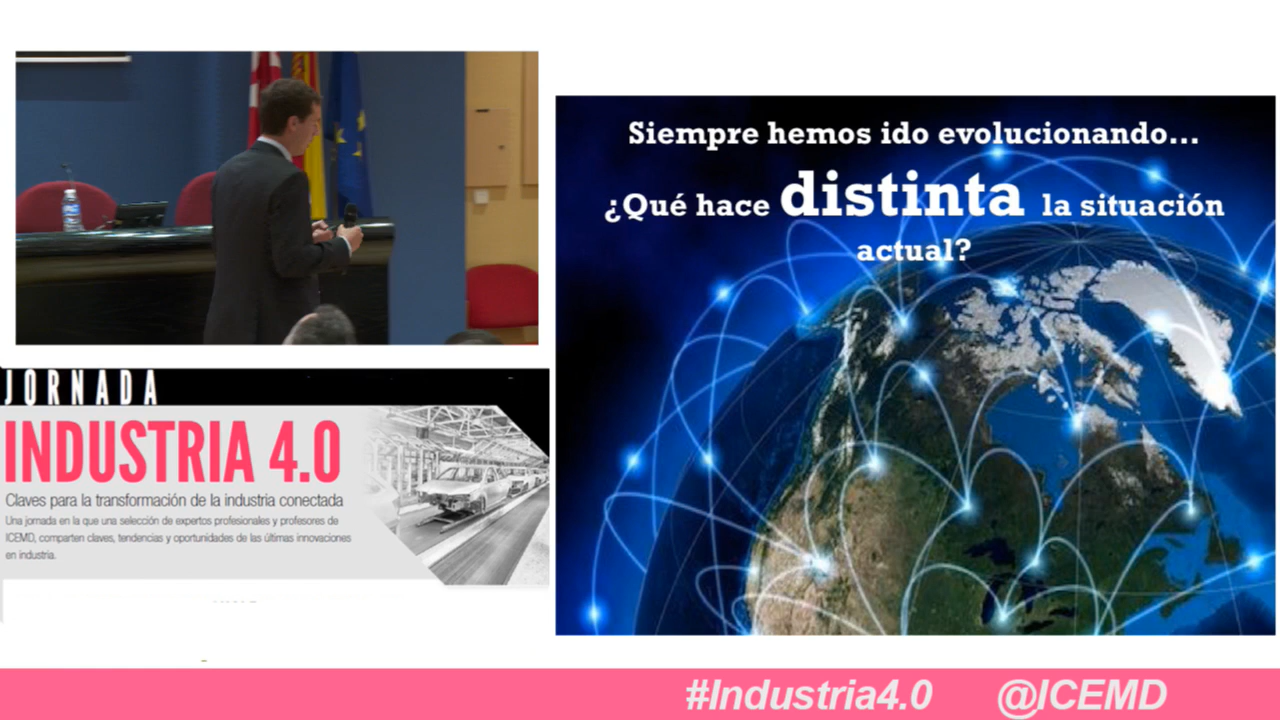 Siempre hemos ido evolucionando...
¿Qué hace distinta la situación
actual?
JORNADA
INDUSTRIA 4.0
Claves para la transformación de la industria conectada
Una jornada en la que una selección de expertos profesionales y profesores de
ICEMD, comparten claves, tendencias y oportunidades de las últimas innovaciones
en industria.
#Industria4.0 @ICEMD